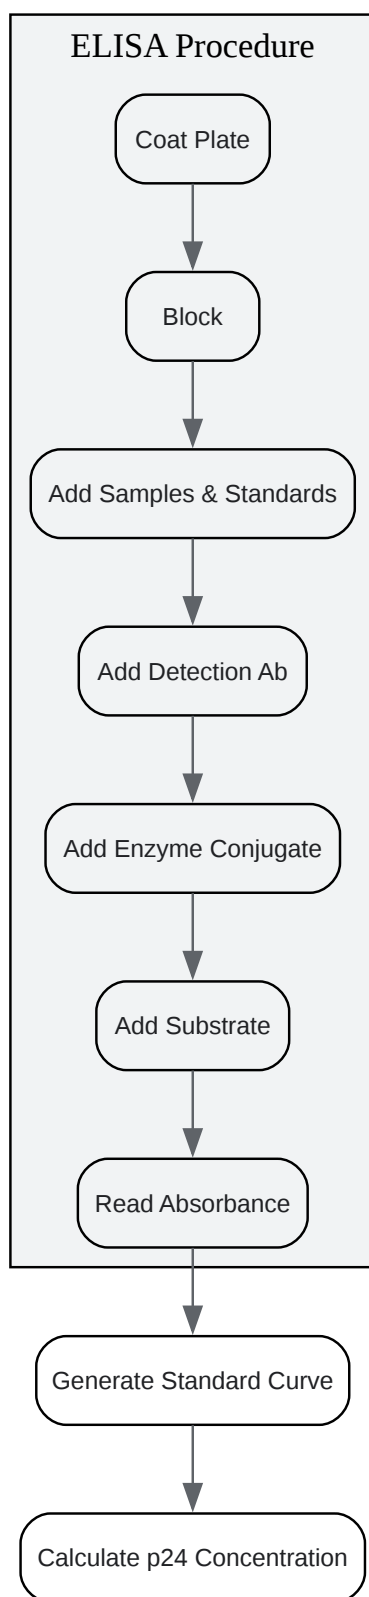 ELISA Procedure
Coat Plate
Block
Add Samples & Standards
Add Detection Ab
Add Enzyme Conjugate
Add Substrate
Read Absorbance
Generate Standard Curve
Calculate p24 Concentration